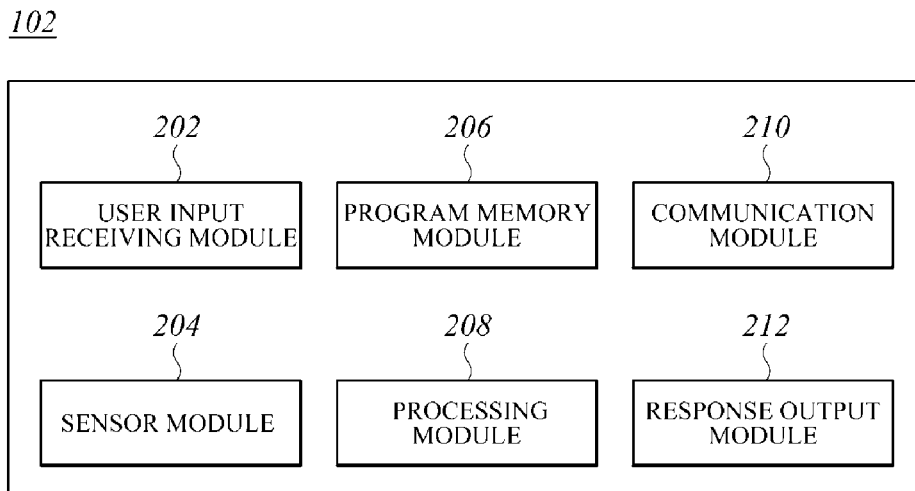 102
202
206
210
USER INPUT
RECEIVING MODULE
PROGRAM MEMORY
MODULE
COMMUNICATION
MODULE
204
208
212
SENSOR MODULE
PROCESSING
MODULE
RESPONSE OUTPUT
MODULE